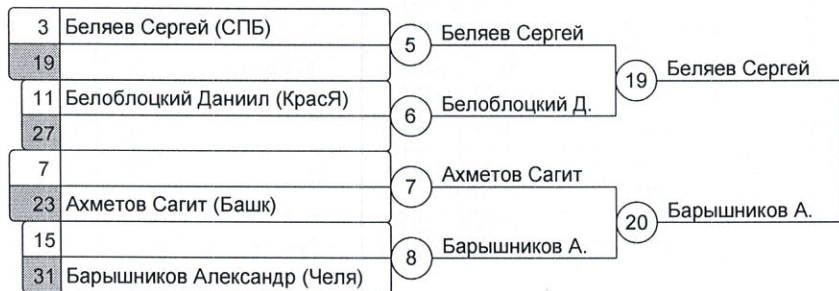 3 Беляев Сергей (СПБ)
19
5 Беляев Сергей
11 Белоблоцкий Даниил (КрасЯ)
27
6 Белоблоцкий Д.
19 Беляев Сергей
7
23 Ахметов Сагит (Башк)
7 Ахметов Сагит
15
31 Барышников Александр (Челя)
8 Барышников А.
20 Барышников А.